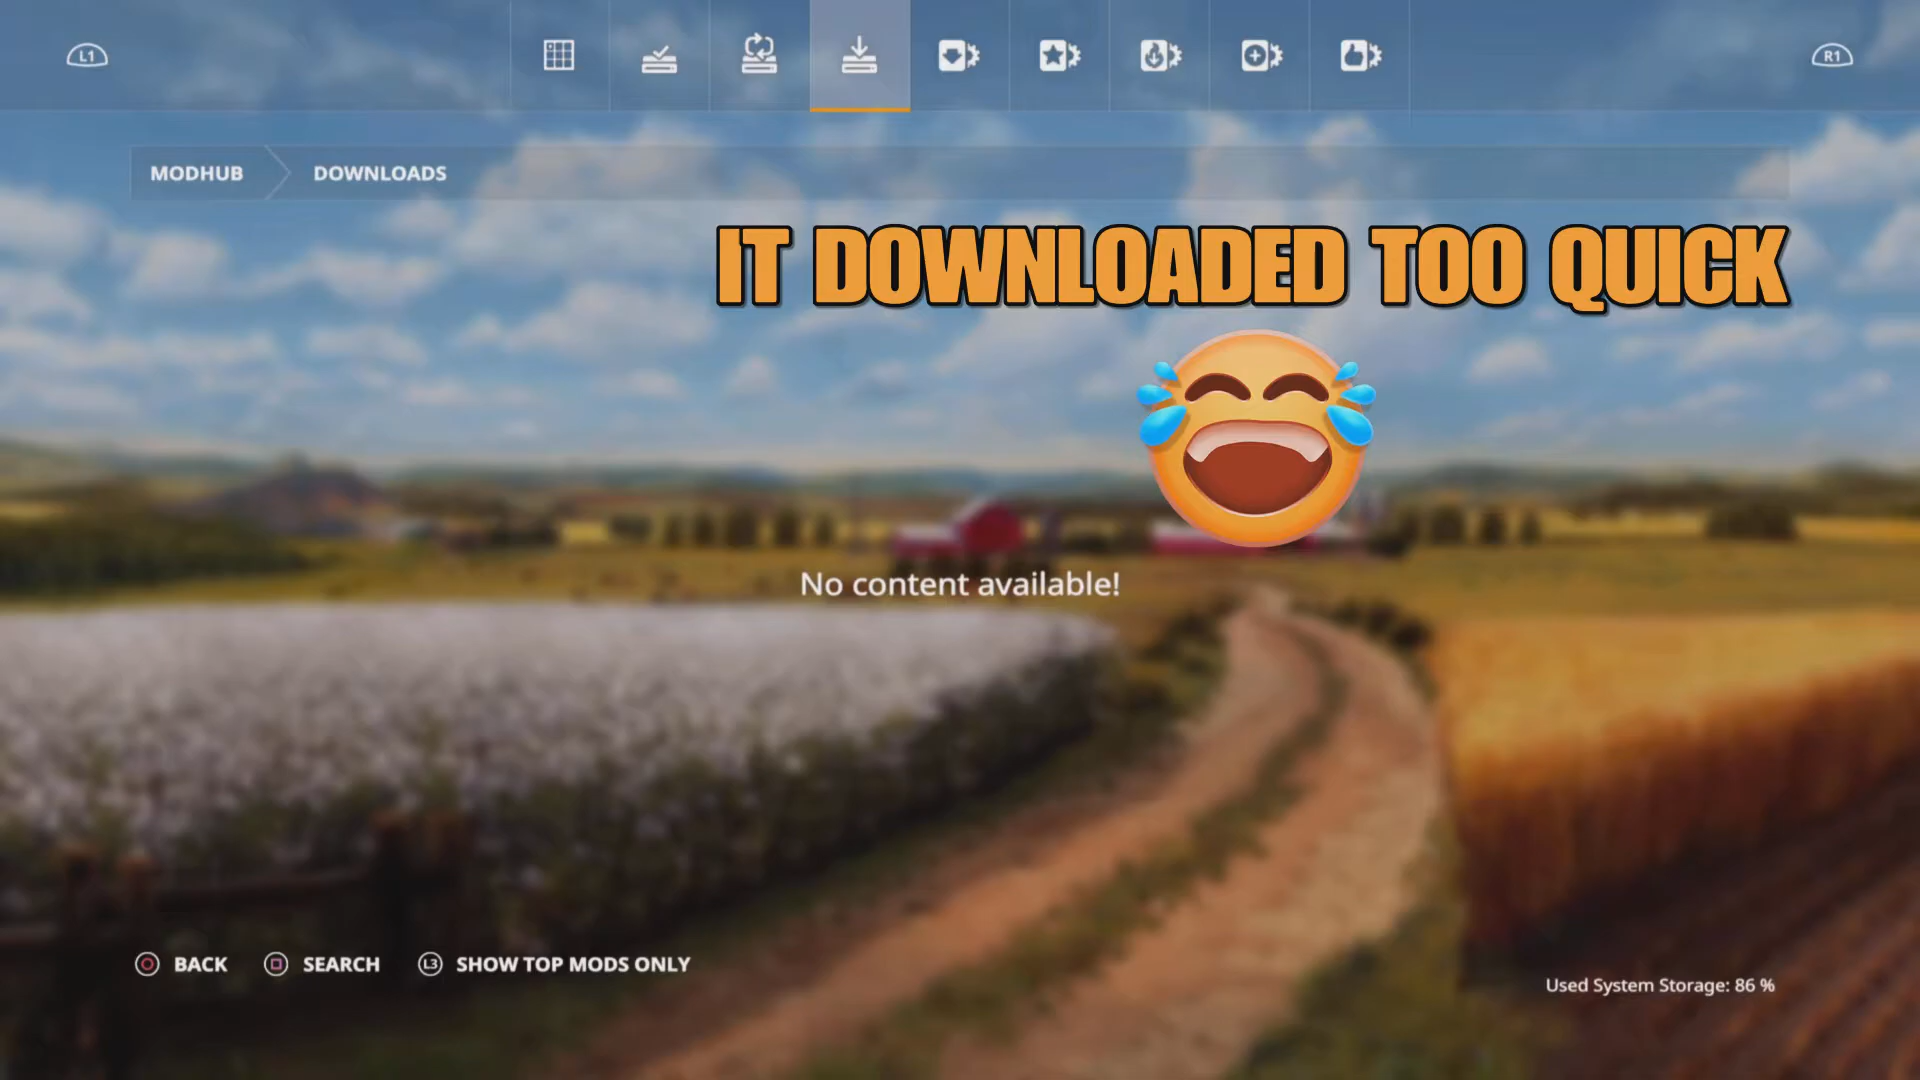 L1
R1
MODHUB
DOWNLOADS
IT DOWNLOADED TOO QUICK
No content available!
BACK
SEARCH
L3 SHOW TOP MODS ONLY
Used System Storage: 86 %